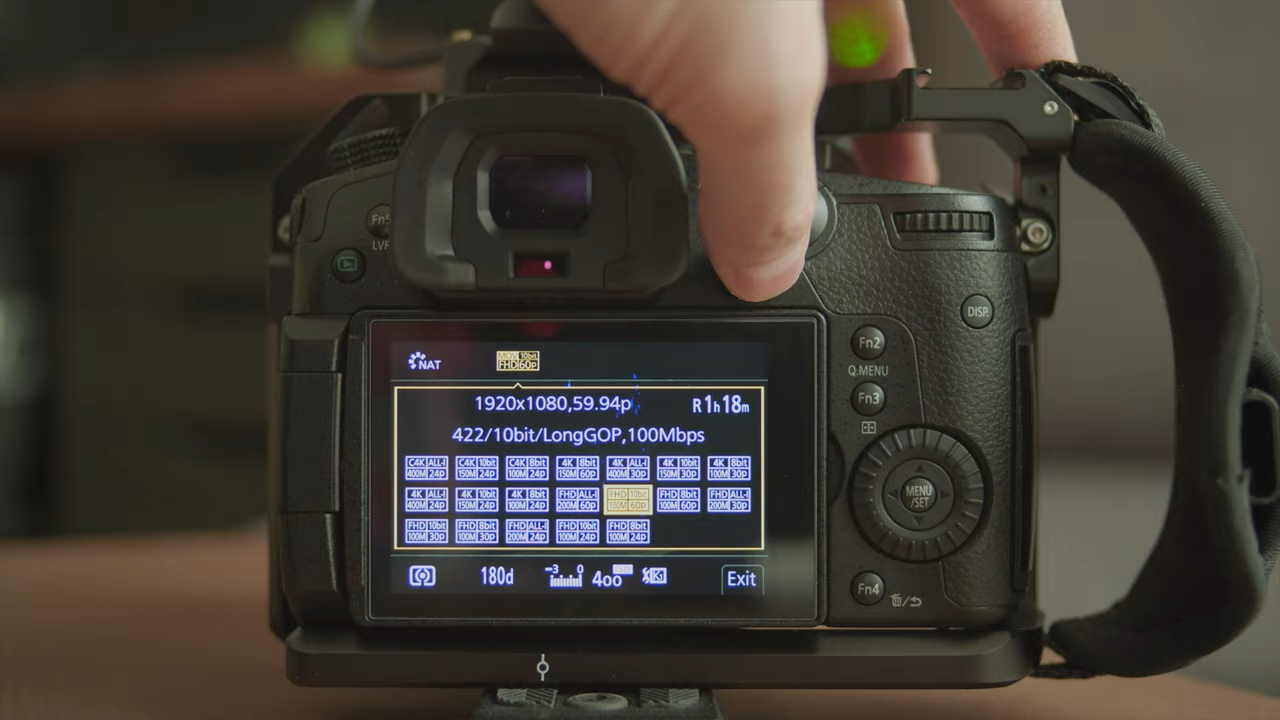 Fn5
LVF
NAT
MOV 10bit
FHD 60p
1920x1080,59.94p
R1h18m
422/10bit/LongGOP,100Mbps
C4K ALL-I 400M 24p
C4K 10bit 150M 24p
C4K 8bit 100M 24p
4K 8bit 150M 60p
4K ALL-I 400M 30p
4K 10bit 150M 30p
4K 8bit 100M 30p
4K ALL-I 400M 24p
4K 10bit 150M 24p
4K 8bit 100M 24p
FHD ALL-I 200M 60p
FHD 10bit 100M 60p
FHD 8bit 100M 60p
FHD ALL-I 200M 30p
FHD 10bit 100M 30p
FHD 8bit 100M 30p
FHD ALL-I 200M 24p
FHD 10bit 100M 24p
FHD 8bit 100M 24p
180d
-3 0
400
Exit
DISP.
Fn2
Q.MENU
Fn3
MENU
/SET
Fn4